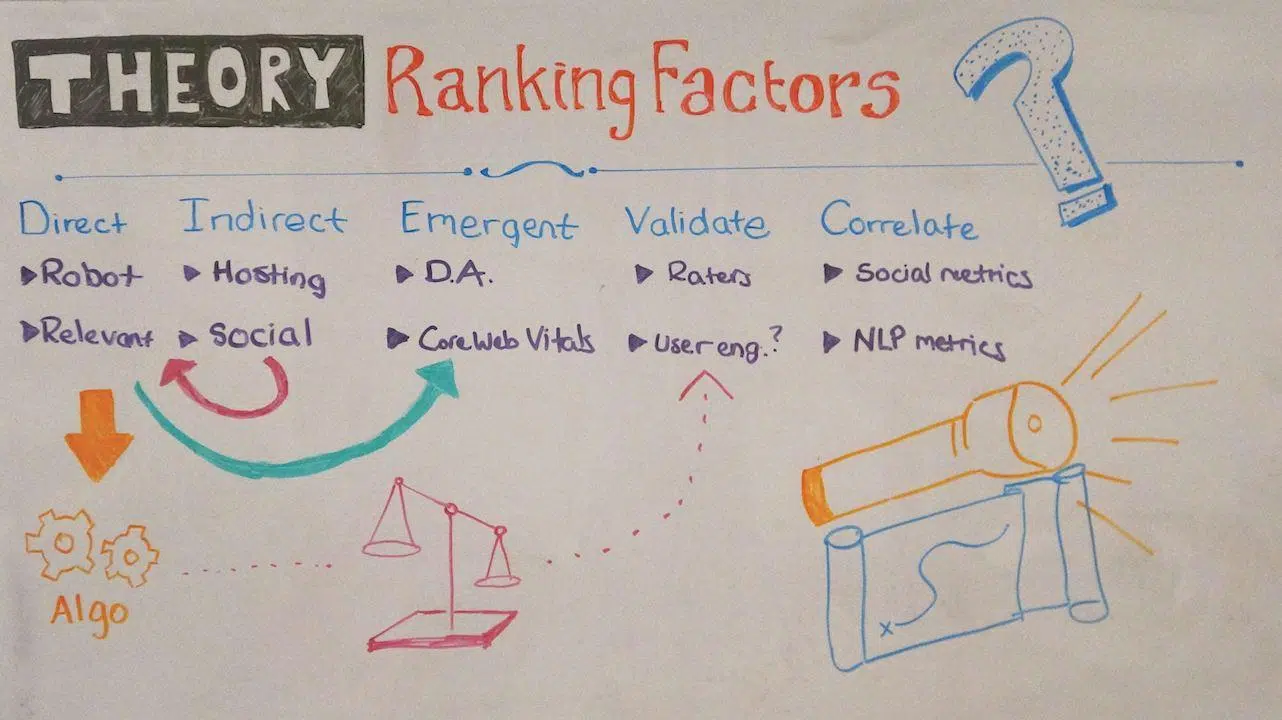 THEORY Ranking Factors
Direct Indirect Emergent Validate Correlate
Robot Hosting D.A. Raters Social metrics
Relevant Social Core Web Vitals User eng.? NLP metrics
Algo
x